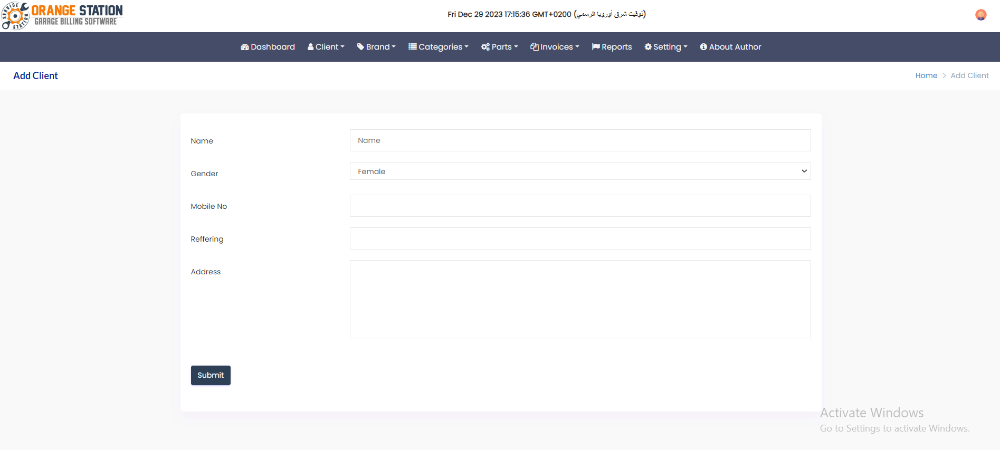 SERVICE STATION
ORANGE STATION
GARAGE BILLING SOFTWARE
Fri Dec 29 2023 17:15:36 GMT+0200 (توقيت شرق أوروبا الرسمي)
Dashboard Client Brand Categories Parts Invoices Reports Setting About Author
Add Client
Home > Add Client
Name
Name
Gender
Female
Mobile No
Reffering
Address
Submit
Activate Windows
Go to Settings to activate Windows.